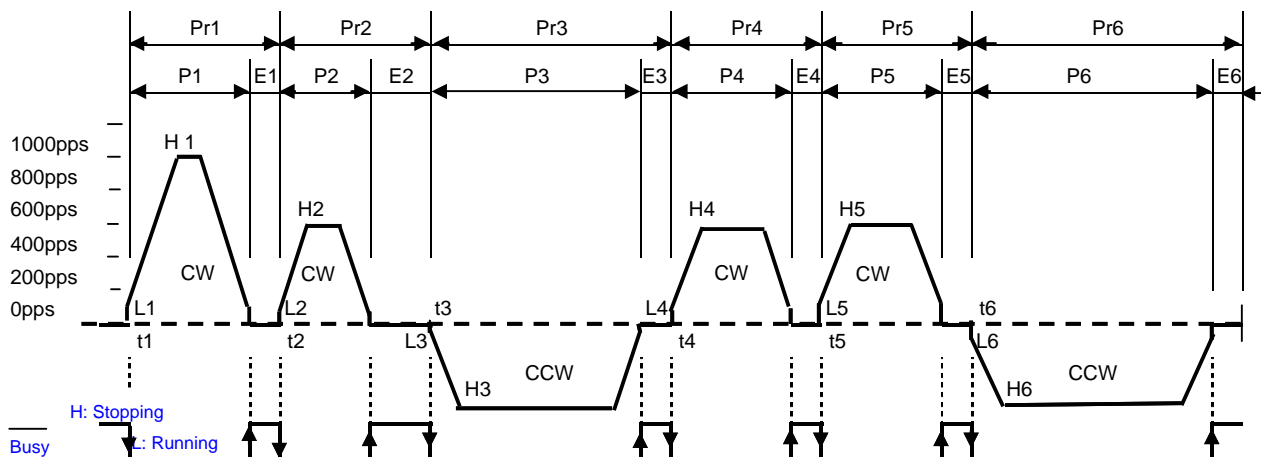 Pr1 Pr2 Pr3 Pr4 Pr5 Pr6
P1 E1 P2 E2 P3 E3 P4 E4 P5 E5 P6 E6
1000pps
800pps
600pps
400pps
200pps
0pps
H 1
H2
H4
H5
CW CW CW CW
L1 L2 t3 L4 L5 t6
t1 t2 L3 t4 t5 L6
H3 CCW H6 CCW
H: Stopping
L: Running
Busy